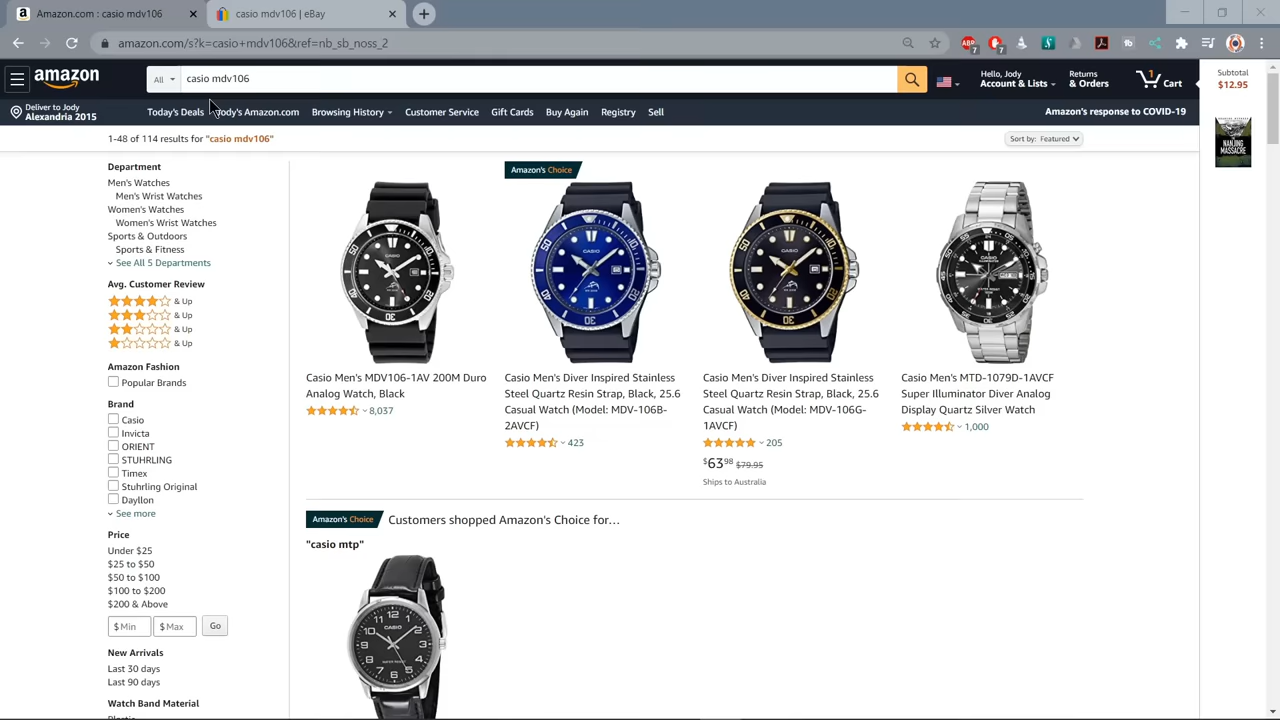 Amazon.com : casio mdv106
casio mdv106 | eBay
amazon.com/s?k=casio+mdv106&ref=nb_sb_noss_2
amazon
All
casio mdv106
Hello, Jody
Account & Lists
Returns
& Orders
1
Cart
Subtotal
$12.95
Deliver to Jody
Alexandria 2015
Today's Deals
Jody's Amazon.com
Browsing History
Customer Service
Gift Cards
Buy Again
Registry
Sell
Amazon's response to COVID-19
1-48 of 114 results for "casio mdv106"
Sort by: Featured
THE
NANJING
MASSACRE
Department
Men's Watches
Men's Wrist Watches
Women's Watches
Women's Wrist Watches
Sports & Outdoors
Sports & Fitness
See All 5 Departments
Avg. Customer Review
& Up
& Up
& Up
& Up
Amazon Fashion
Popular Brands
Brand
Casio
Invicta
ORIENT
STUHRLING
Timex
Stuhrling Original
Dayllon
See more
Price
Under $25
$25 to $50
$50 to $100
$100 to $200
$200 & Above
$ Min
$ Max
Go
New Arrivals
Last 30 days
Last 90 days
Watch Band Material
Casio Men's MDV106-1AV 200M Duro
Analog Watch, Black
8,037
Amazon's Choice
Casio Men's Diver Inspired Stainless
Steel Quartz Resin Strap, Black, 25.6
Casual Watch (Model: MDV-106B-
2AVCF)
423
Casio Men's Diver Inspired Stainless
Steel Quartz Resin Strap, Black, 25.6
Casual Watch (Model: MDV-106G-
1AVCF)
205
$63.98 $79.95
Ships to Australia
Casio Men's MTD-1079D-1AVCF
Super Illuminator Diver Analog
Display Quartz Silver Watch
1,000
Amazon's Choice
Customers shopped Amazon's Choice for…
"casio mtp"
CASIO